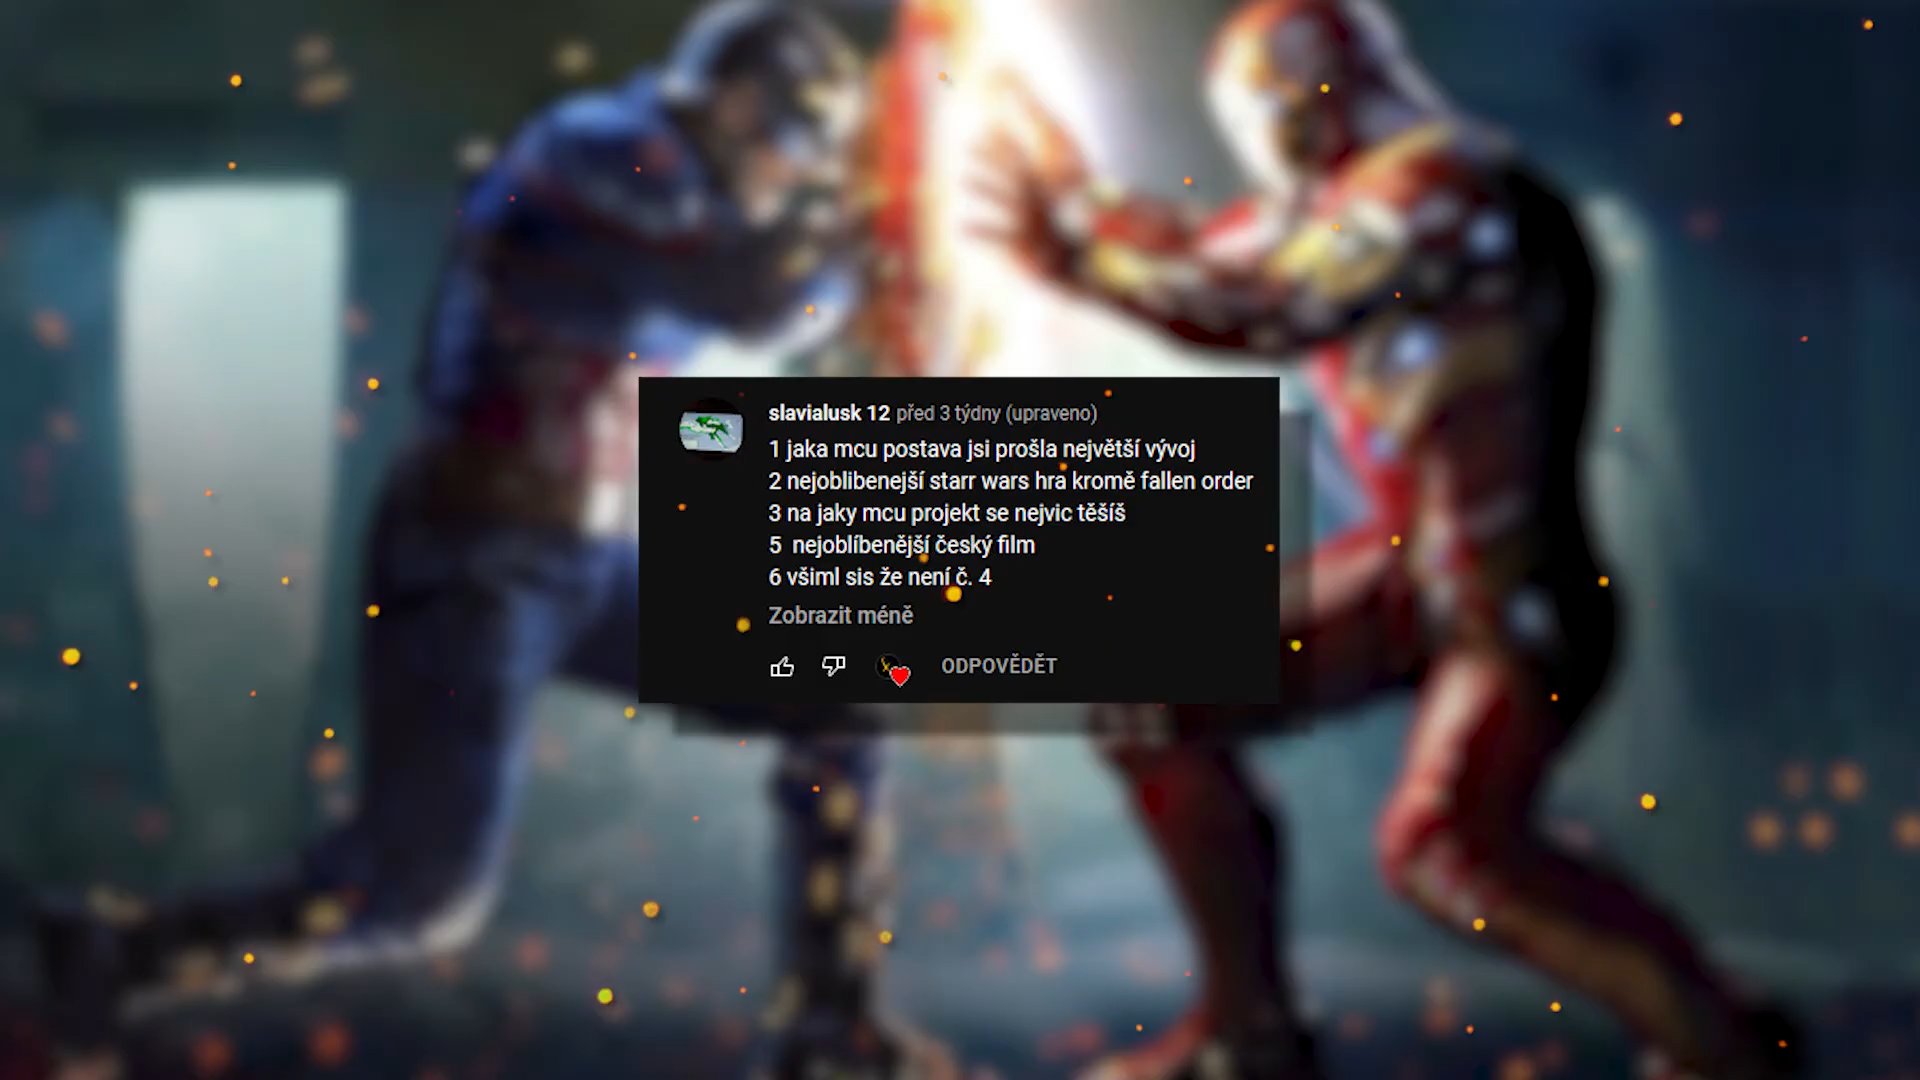 slavialusk 12 před 3 týdny (upraveno)
1 jaka mcu postava jsi prošla největší vývoj
2 nejoblibenejší starr wars hra kromě fallen order
3 na jaky mcu projekt se nejvic těšíš
5 nejoblíbenější český film
6 všiml sis že není č. 4
Zobrazit méně
ODPOVĚDĚT